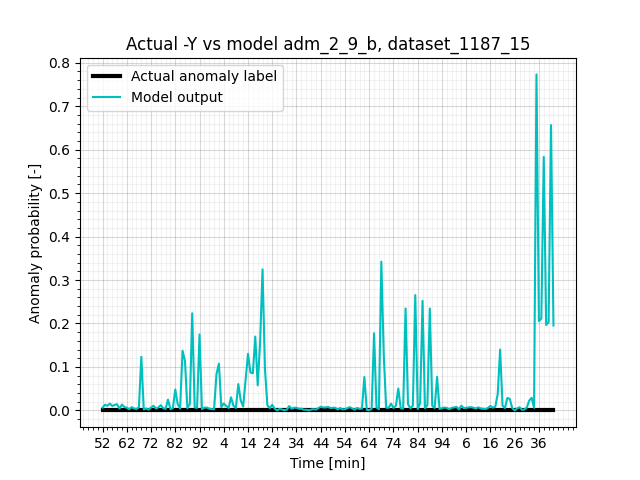 Actual -Y vs model adm_2_9_b, dataset_1187_15
Actual anomaly label
Model output
Anomaly probability [-]
0.8
0.7
0.6
0.5
0.4
0.3
0.2
0.1
0.0
52 62 72 82 92 4 14 24 34 44 54 64 74 84 94 6 16 26 36
Time [min]